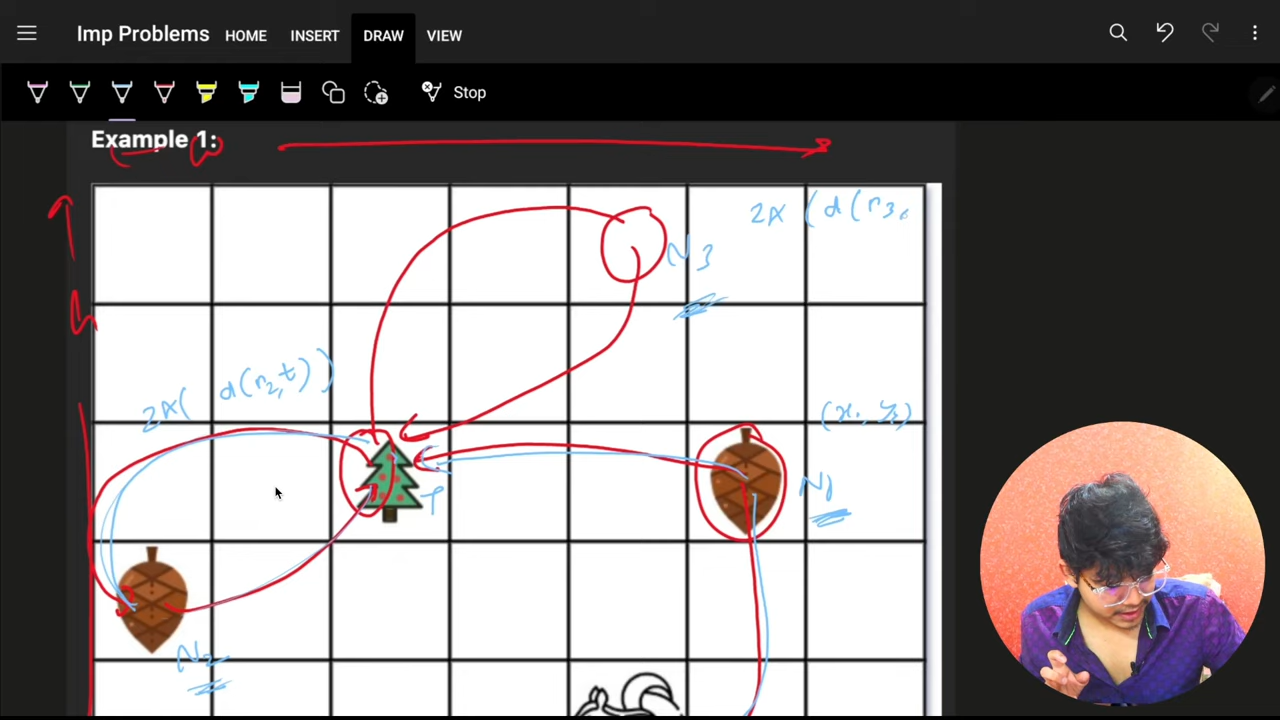 Imp Problems HOME INSERT DRAW VIEW
Stop
Example 1:
2x (d(n3,
N3
h
2x( d(n2,t))
(x, y)
T
N1
N2